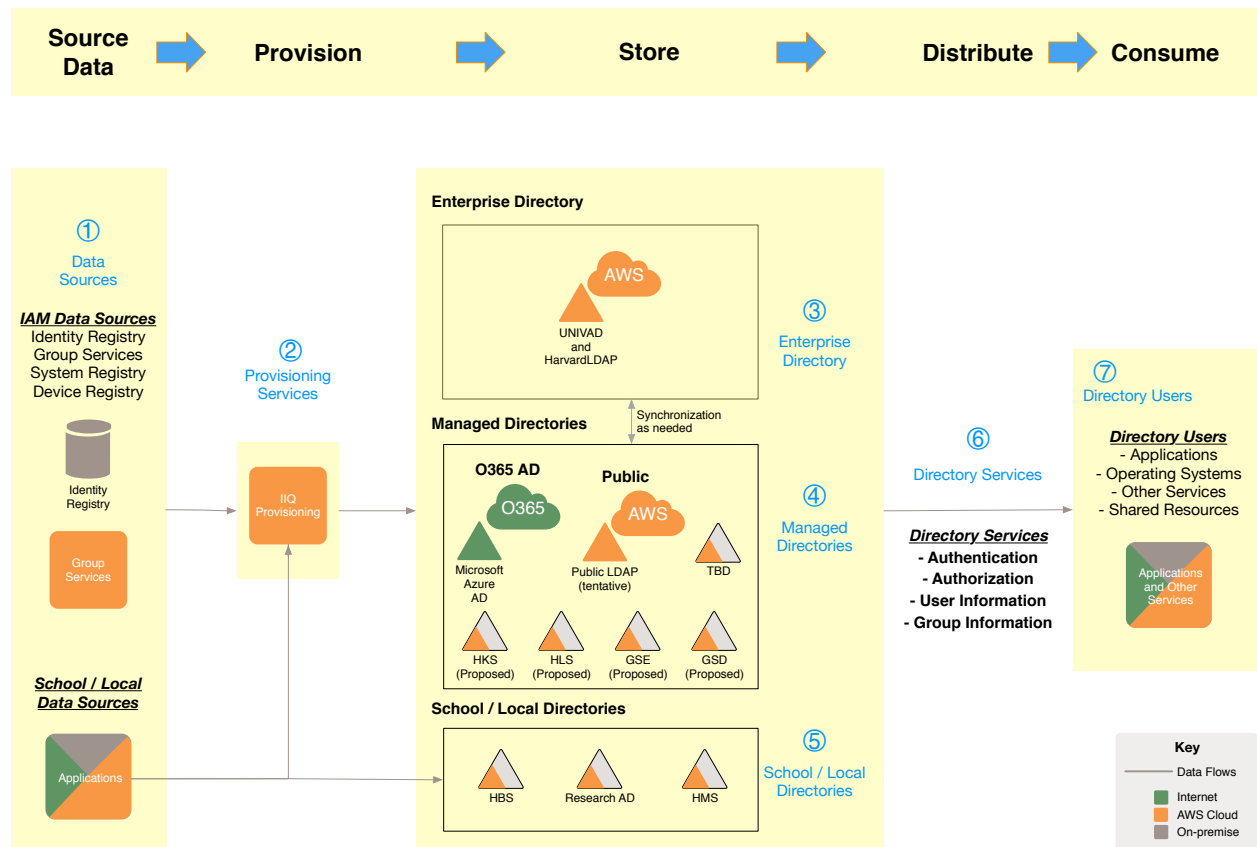 Source
Data
Provision
Store
Distribute
Consume
①
Data
Sources
IAM Data Sources
Identity Registry
Group Services
System Registry
Device Registry
Identity
Registry
Group
Services
School / Local
Data Sources
Applications
②
Provisioning
Services
IIQ
Provisioning
Enterprise Directory
AWS
UNIVAD
and
HarvardLDAP
③
Enterprise
Directory
Synchronization
as needed
Managed Directories
O365 AD
O365
Microsoft
Azure
AD
Public
AWS
Public LDAP
(tentative)
TBD
④
Managed
Directories
HKS
(Proposed)
HLS
(Proposed)
GSE
(Proposed)
GSD
(Proposed)
School / Local Directories
HBS
Research AD
HMS
⑤
School / Local
Directories
⑥
Directory Services
Directory Services
- Authentication
- Authorization
- User Information
- Group Information
⑦
Directory Users
Directory Users
- Applications
- Operating Systems
- Other Services
- Shared Resources
Applications
and Other
Services
Key
Data Flows
Internet
AWS Cloud
On-premise